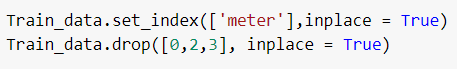 Train_data.set_index(['meter'],inplace = True)
Train_data.drop([0,2,3], inplace = True)